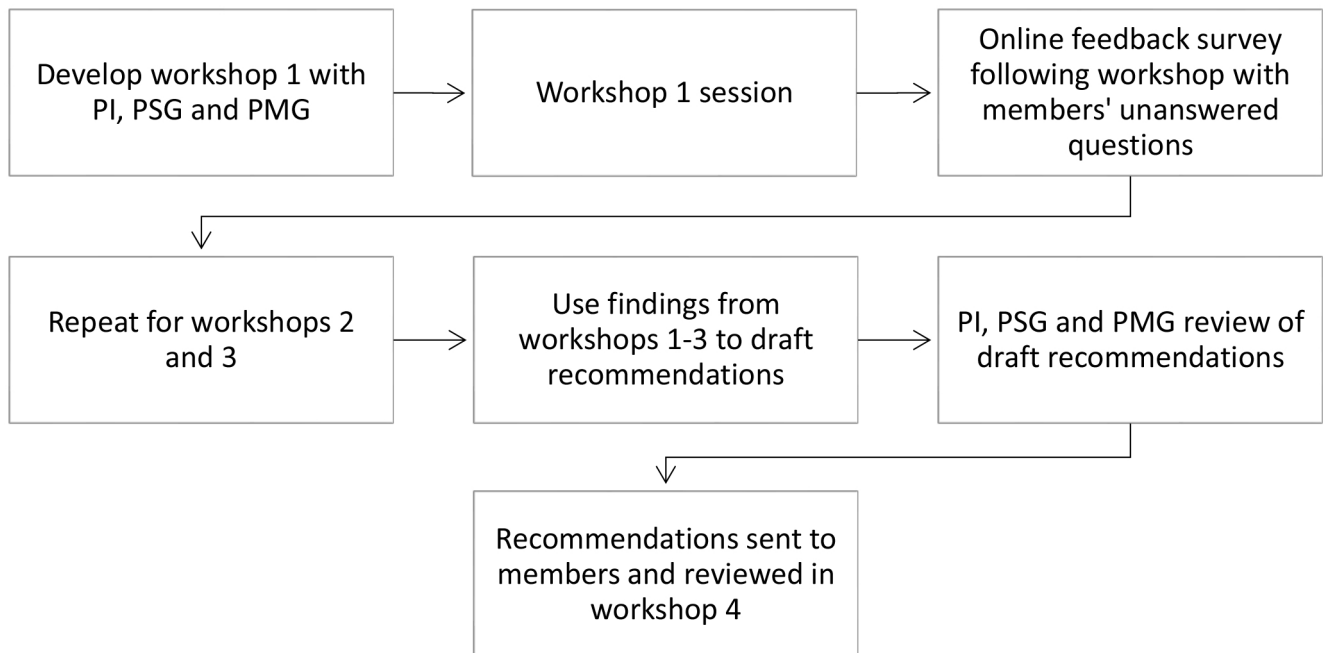 Develop workshop 1 with
PI, PSG and PMG
Workshop 1 session
Online feedback survey
following workshop with
members' unanswered
questions
Repeat for workshops 2
and 3
Use findings from
workshops 1-3 to draft
recommendations
PI, PSG and PMG review of
draft recommendations
Recommendations sent to
members and reviewed in
workshop 4